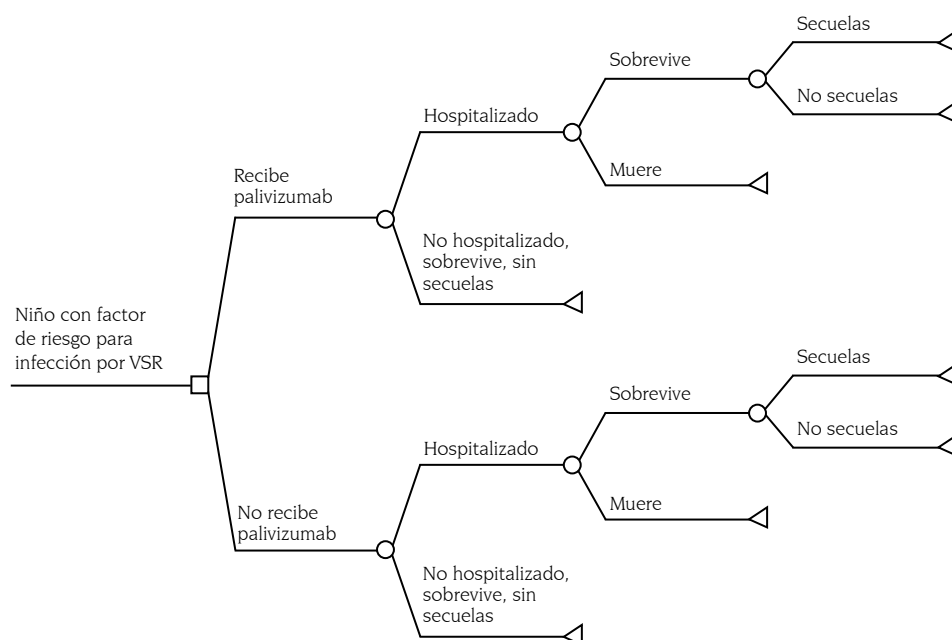 Secuelas
Sobrevive
No secuelas
Hospitalizado
Muere
Recibe
palivizumab
No hospitalizado,
sobrevive, sin
secuelas
Niño con factor
de riesgo para
infección por VSR
Secuelas
Sobrevive
No secuelas
Hospitalizado
Muere
No recibe
palivizumab
No hospitalizado,
sobrevive, sin
secuelas